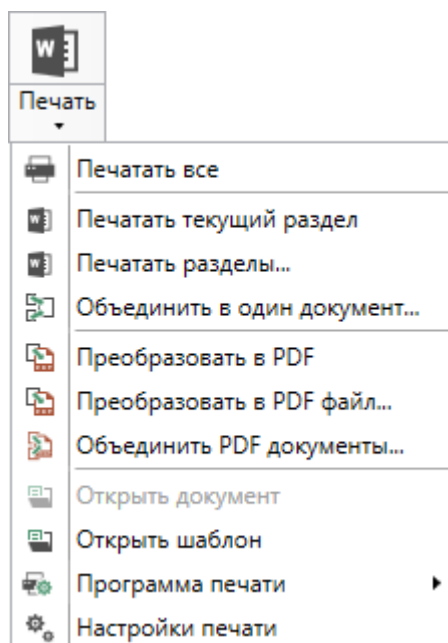 Печать
Печатать все
Печатать текущий раздел
Печатать разделы...
Объединить в один документ...
Преобразовать в PDF
Преобразовать в PDF файл...
Объединить PDF документы...
Открыть документ
Открыть шаблон
Программа печати
Настройки печати